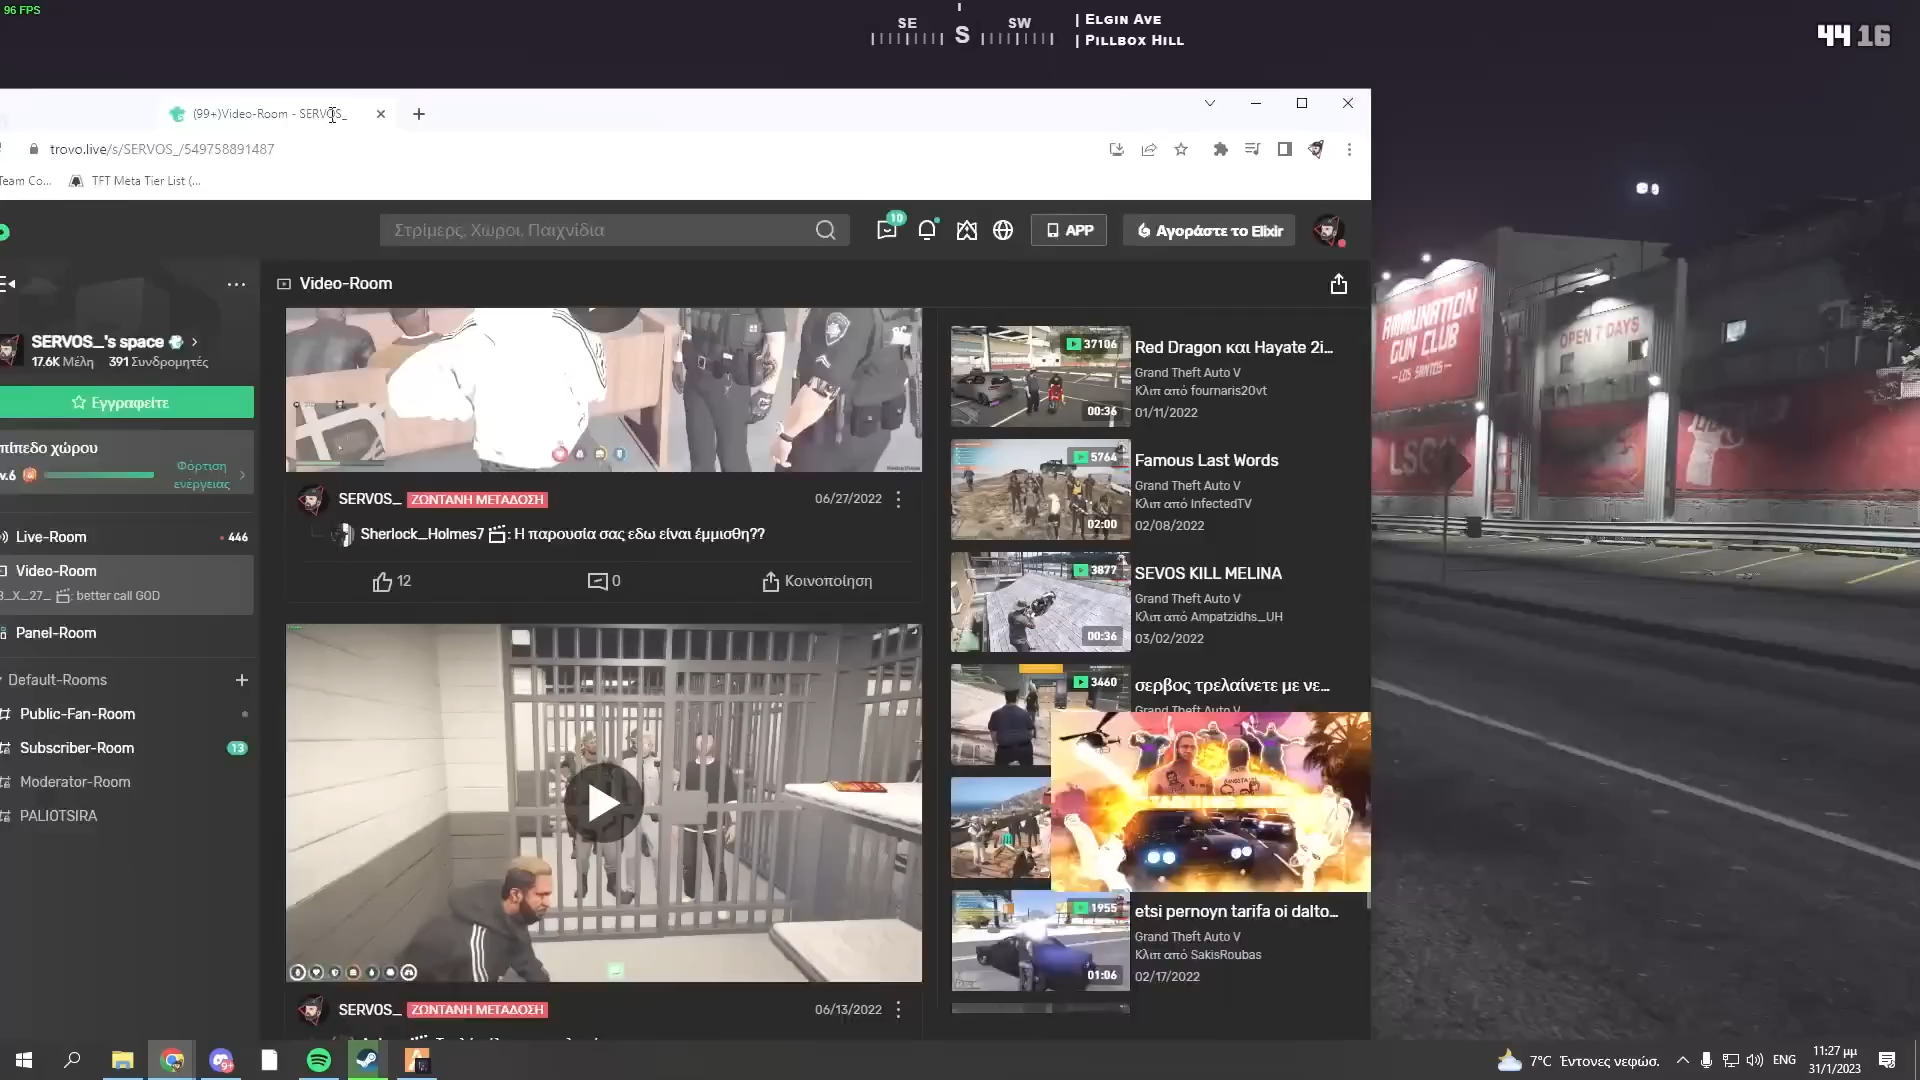 96 FPS
SE S SW
| Elgin Ave
| Pillbox Hill
44 16
(99+)Video-Room - SERVOS_
trovo.live/s/SERVOS_/549758891487
Team Co...
TFT Meta Tier List (...
Στρίμερς, Χώροι, Παιχνίδια
10
APP
Αγοράστε το Elixir
Video-Room
SERVOS_'s space
17.6K Μέλη 391 Συνδρομητές
Εγγραφείτε
πίπεδο χώρου
v.6
Φόρτιση
ενέργειας
Live-Room
446
Video-Room
3_X_27_ : better call GOD
Panel-Room
Default-Rooms
Public-Fan-Room
Subscriber-Room
13
Moderator-Room
PALIOTSIRA
SERVOS_ ΖΩΝΤΑΝΗ ΜΕΤΑΔΟΣΗ
06/27/2022
Sherlock_Holmes7 : Η παρουσία σας εδω είναι έμμισθη??
12
0
Κοινοποίηση
SERVOS_ ΖΩΝΤΑΝΗ ΜΕΤΑΔΟΣΗ
06/13/2022
37106
00:36
Red Dragon και Hayate 2i...
Grand Theft Auto V
Κλιπ από fournaris20vt
01/11/2022
5764
02:00
Famous Last Words
Grand Theft Auto V
Κλιπ από InfectedTV
02/08/2022
3877
00:36
SEVOS KILL MELINA
Grand Theft Auto V
Κλιπ από Ampatzidhs_UH
03/02/2022
3460
σερβος τρελαίνετε με νε...
Grand Theft Auto V
1955
01:06
etsi pernoyn tarifa oi dalto...
Grand Theft Auto V
Κλιπ από SakisRoubas
02/17/2022
AMMUNATION
GUN CLUB
LOS SANTOS
OPEN 7 DAYS
LSGC
9+
7°C Έντονες νεφώσ.
ENG
11:27 μμ
31/1/2023